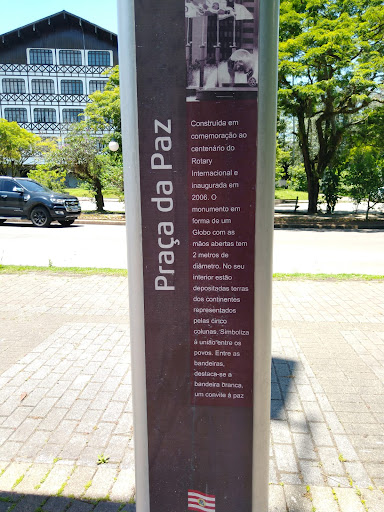 Praça da Paz
Construída em
comemoração ao
centenário do
Rotary
Internacional e
inaugurada em
2006. O
monumento em
forma de um
Globo com as
mãos abertas tem
2 metros de
diâmetro. No seu
interior estão
depositadas terras
dos continentes
representados
pelas cinco
colunas. Simboliza
a união entre os
povos. Entre as
bandeiras,
destaca-se a
bandeira branca,
um convite à paz